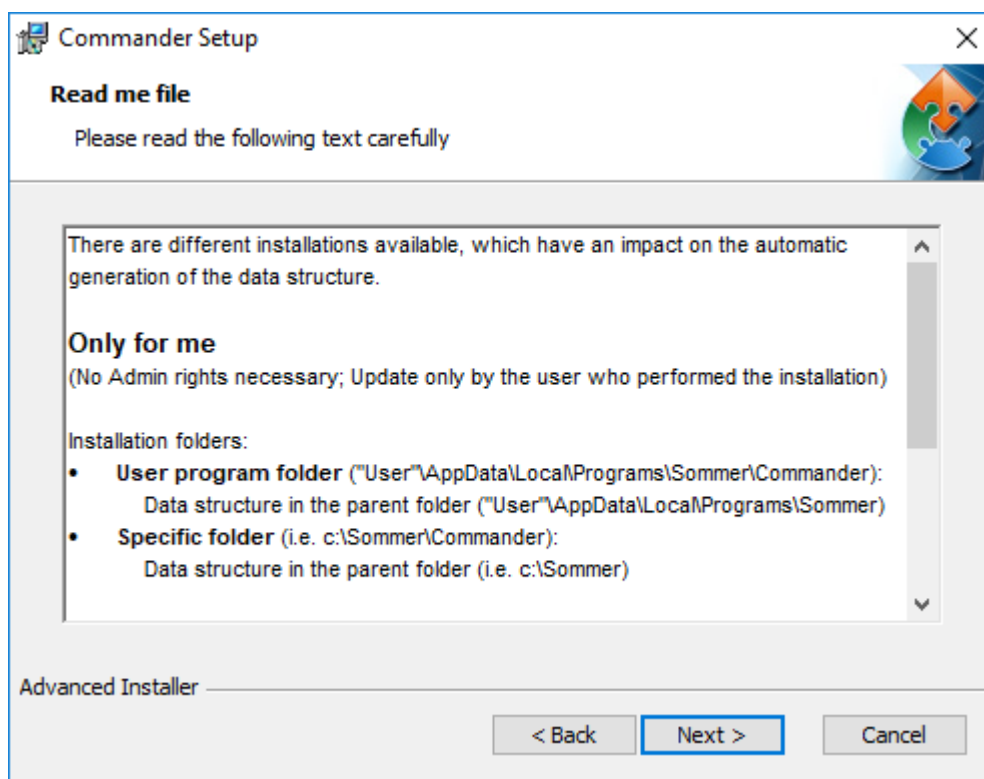 Commander Setup
Read me file
Please read the following text carefully
There are different installations available, which have an impact on the automatic
generation of the data structure.
Only for me
(No Admin rights necessary; Update only by the user who performed the installation)
Installation folders:
• User program folder ("User"\AppData\Local\Programs\Sommer\Commander):
Data structure in the parent folder ("User"\AppData\Local\Programs\Sommer)
• Specific folder (i.e. c:\Sommer\Commander):
Data structure in the parent folder (i.e. c:\Sommer)
Advanced Installer
< Back Next > Cancel